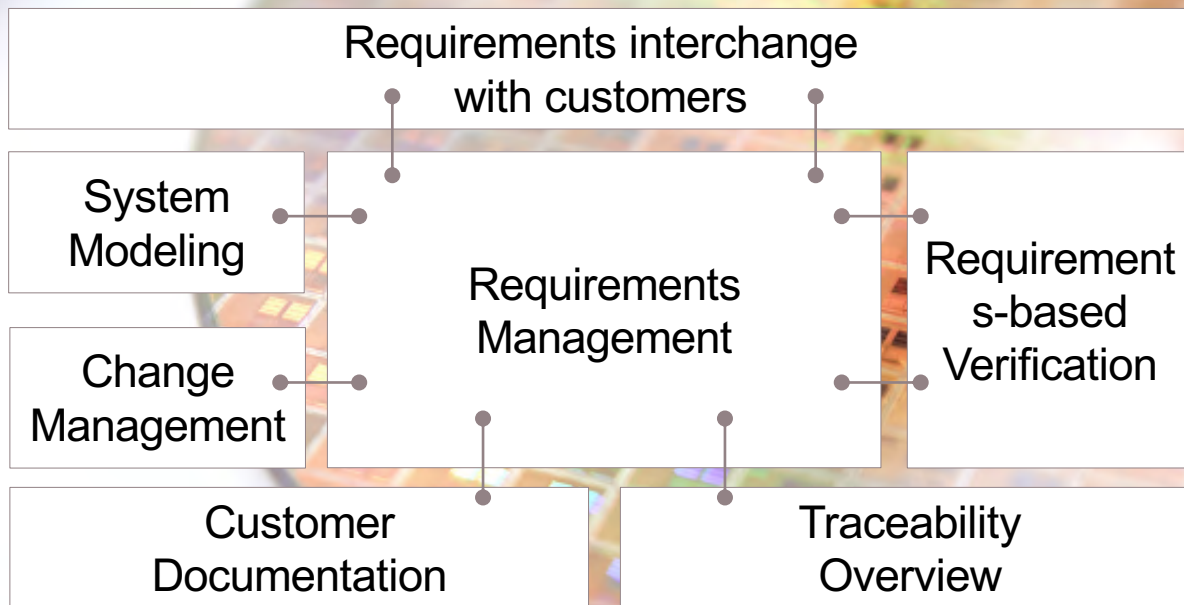 Requirements interchange
with customers
System
Modeling
Requirements
Management
Requirement
s-based
Verification
Change
Management
Customer
Documentation
Traceability
Overview